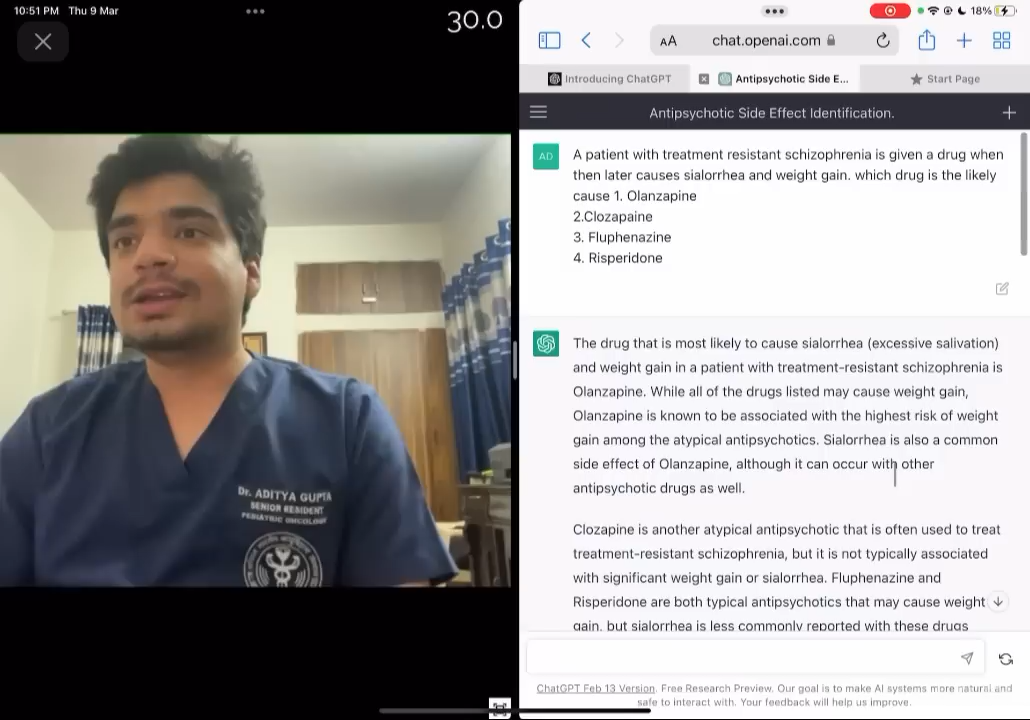 10:51 PM Thu 9 Mar
30.0
Dr. ADITYA GUPTA
SENIOR RESIDENT
PEDIATRIC ONCOLOGY
18%
AA chat.openai.com
Introducing ChatGPT
Antipsychotic Side E...
Start Page
Antipsychotic Side Effect Identification.
AD
A patient with treatment resistant schizophrenia is given a drug when
then later causes sialorrhea and weight gain. which drug is the likely
cause 1. Olanzapine
2.Clozapaine
3. Fluphenazine
4. Risperidone
The drug that is most likely to cause sialorrhea (excessive salivation)
and weight gain in a patient with treatment-resistant schizophrenia is
Olanzapine. While all of the drugs listed may cause weight gain,
Olanzapine is known to be associated with the highest risk of weight
gain among the atypical antipsychotics. Sialorrhea is also a common
side effect of Olanzapine, although it can occur with other
antipsychotic drugs as well.
Clozapine is another atypical antipsychotic that is often used to treat
treatment-resistant schizophrenia, but it is not typically associated
with significant weight gain or sialorrhea. Fluphenazine and
Risperidone are both typical antipsychotics that may cause weight
gain, but sialorrhea is less commonly reported with these drugs
ChatGPT Feb 13 Version. Free Research Preview. Our goal is to make AI systems more natural and
safe to interact with. Your feedback will help us improve.